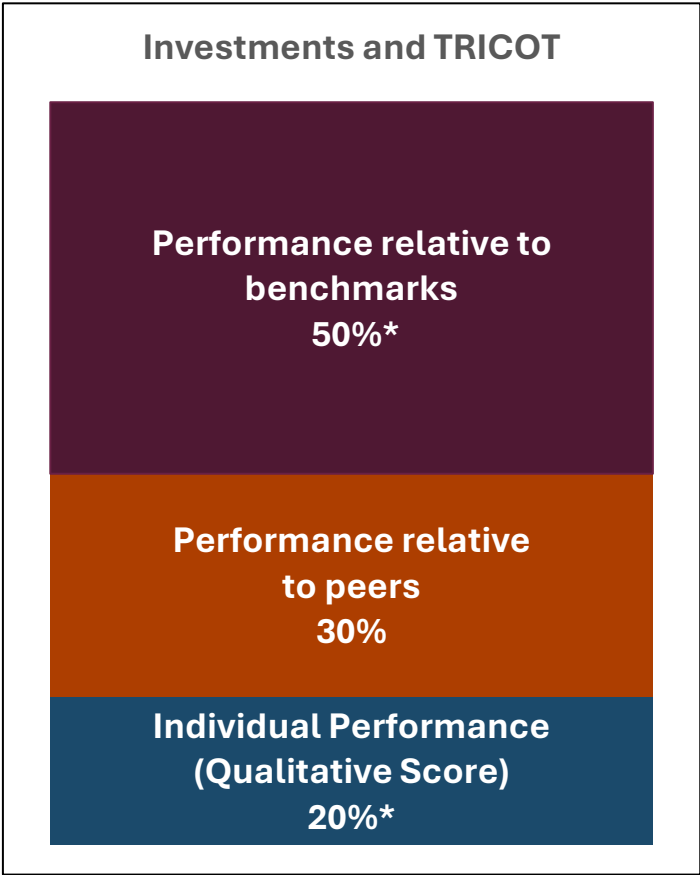 Investments and TRICOT
Performance relative to
benchmarks
50%*
Performance relative
to peers
30%
Individual Performance
(Qualitative Score)
20%*